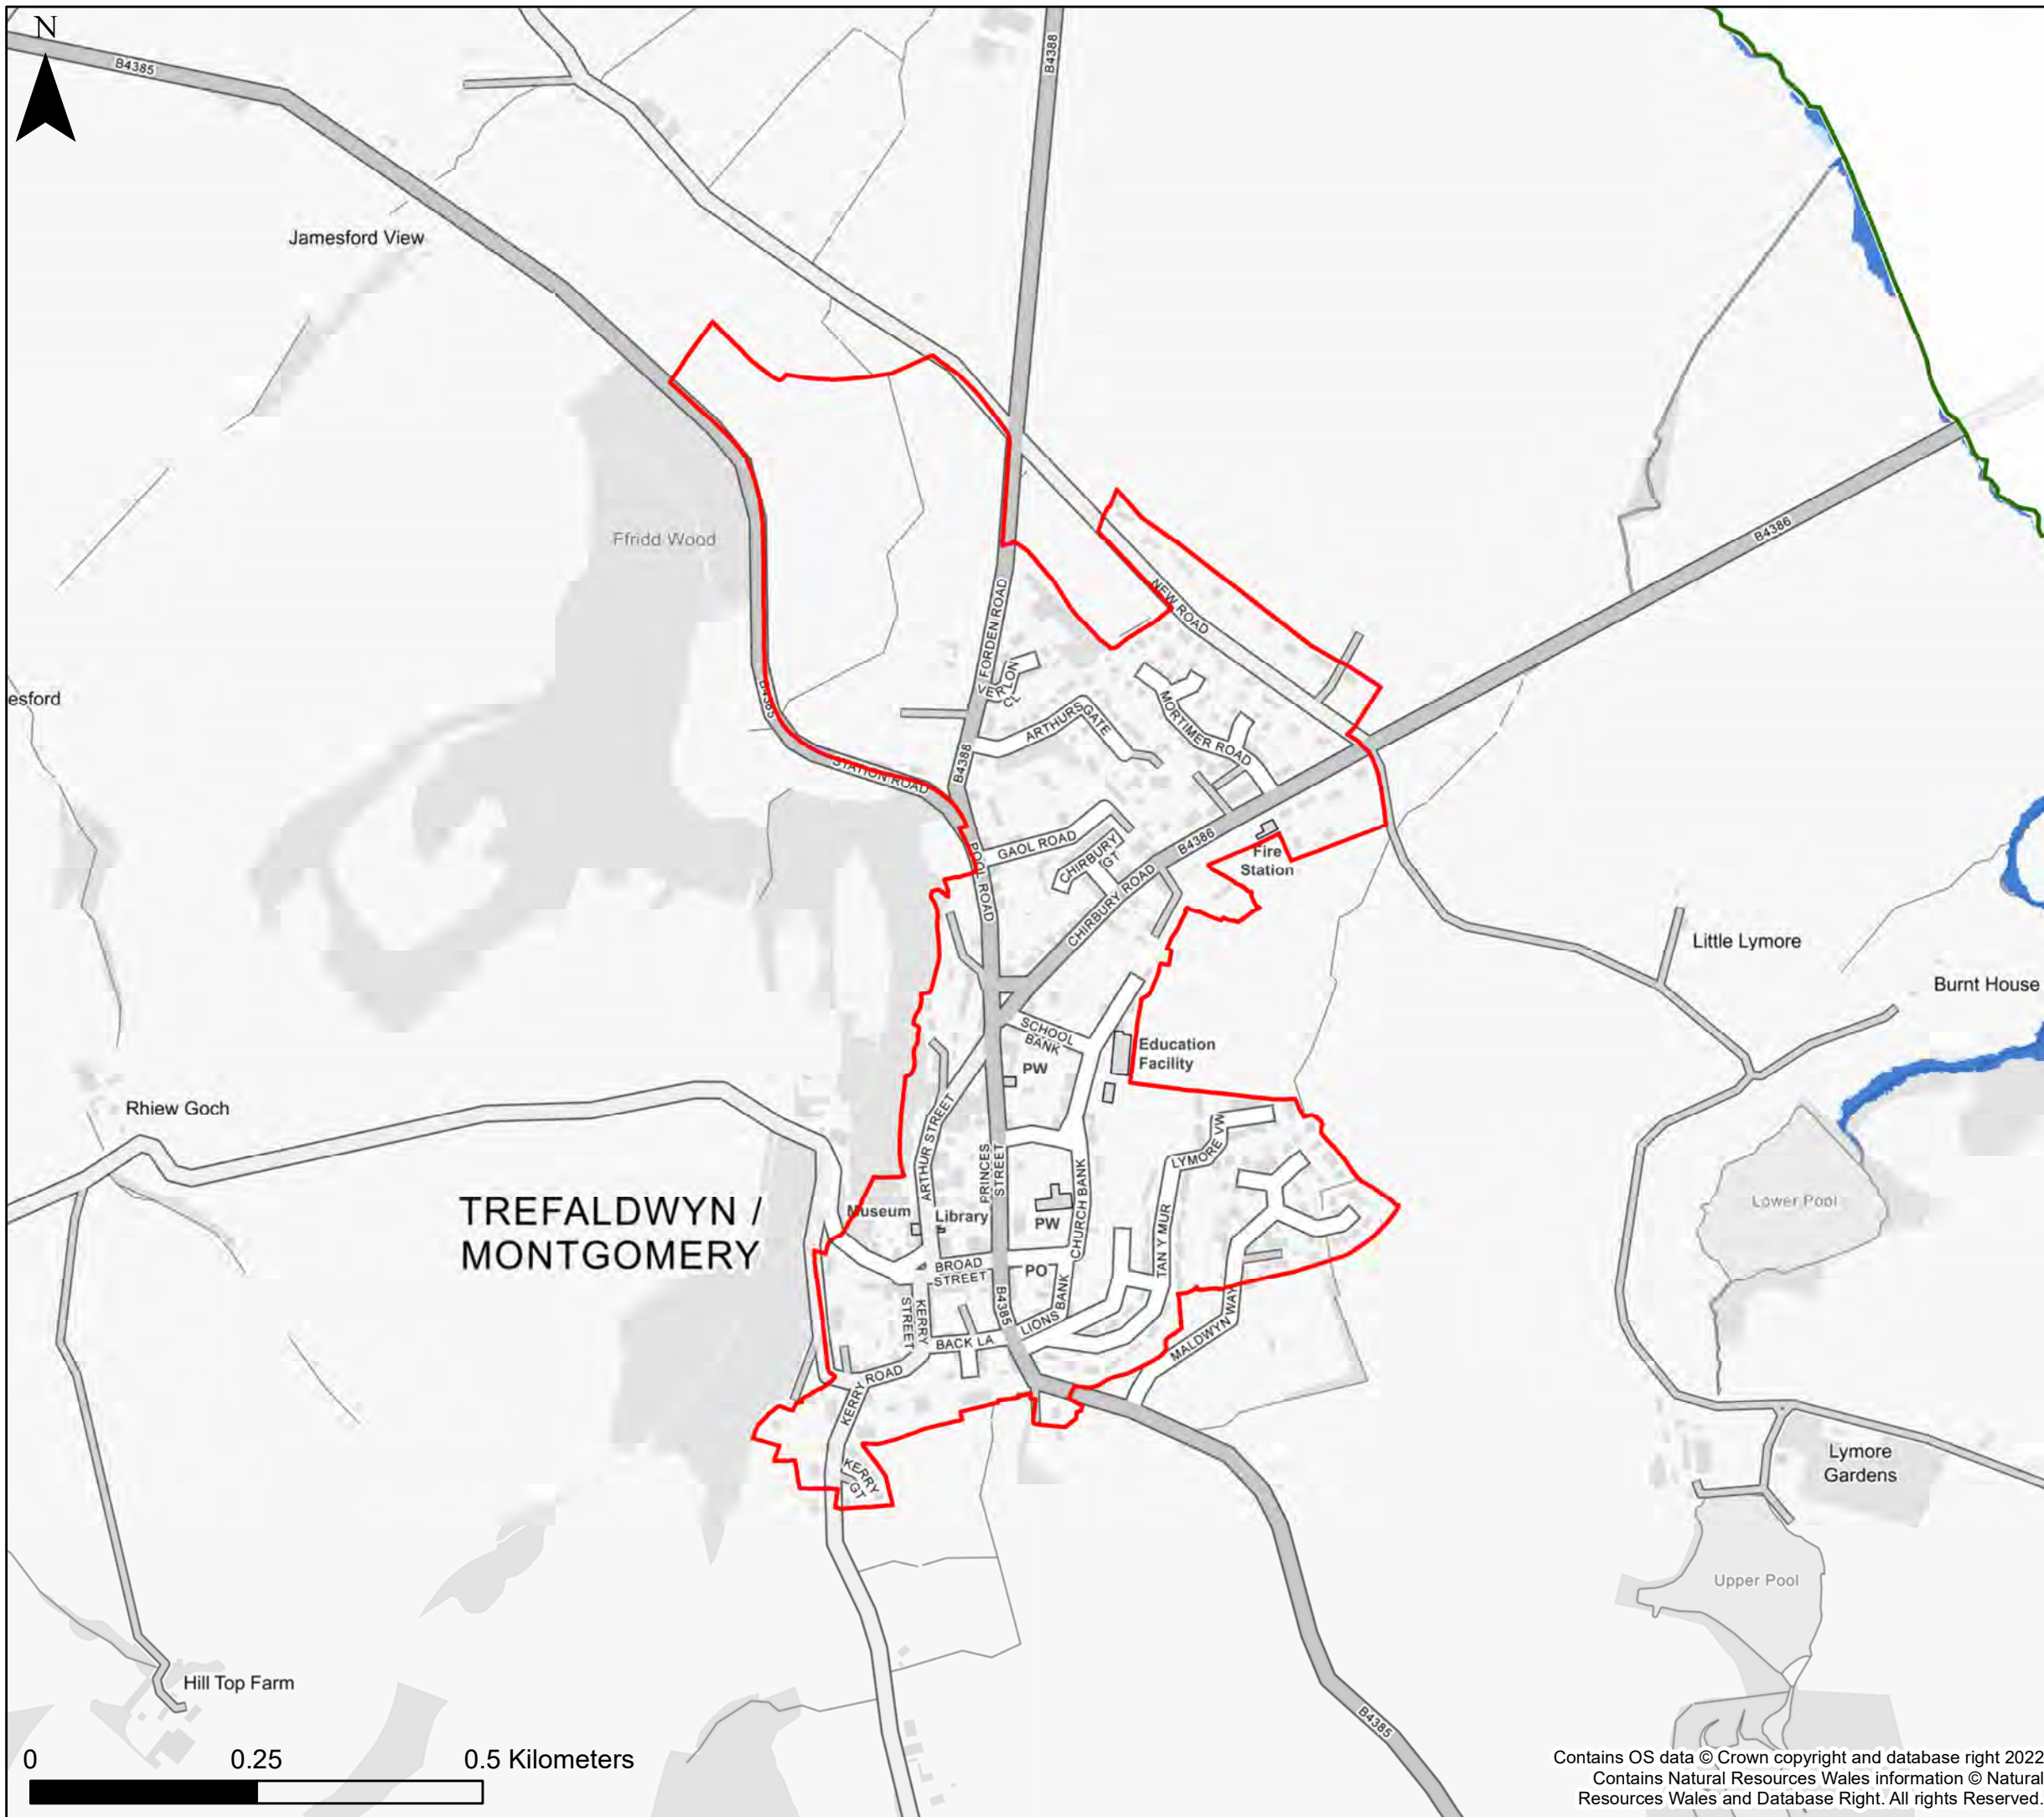 N
B4385
B4388
Jamesford View
Ffridd Wood
B4386
NEW ROAD
FORDEN ROAD
esford
B4385
ARTHURS GATE
MORTIMER ROAD
STATION ROAD
B4388
POOL ROAD
GAOL ROAD
CHIRBURY
GT
B4386
CHIRBURY ROAD
Fire
Station
Little Lymore
Burnt House
SCHOOL
BANK
Education
Facility
PW
Rhiew Goch
ARTHUR STREET
PRINCES
STREET
LYMORE VW
CHURCH BANK
TREFALDWYN /
MONTGOMERY
Museum
Library
PW
TAN Y MUR
Lower Pool
BROAD
STREET
PO
KERRY
STREET
B4385
LIONS
BANK
BACK LA
MALDWYN WAY
KERRY ROAD
KERRY
GT
Lymore
Gardens
Upper Pool
Hill Top Farm
B4385
0
0.25
0.5 Kilometers
Contains OS data © Crown copyright and database right 2022
Contains Natural Resources Wales information © Natural
Resources Wales and Database Right. All rights Reserved.